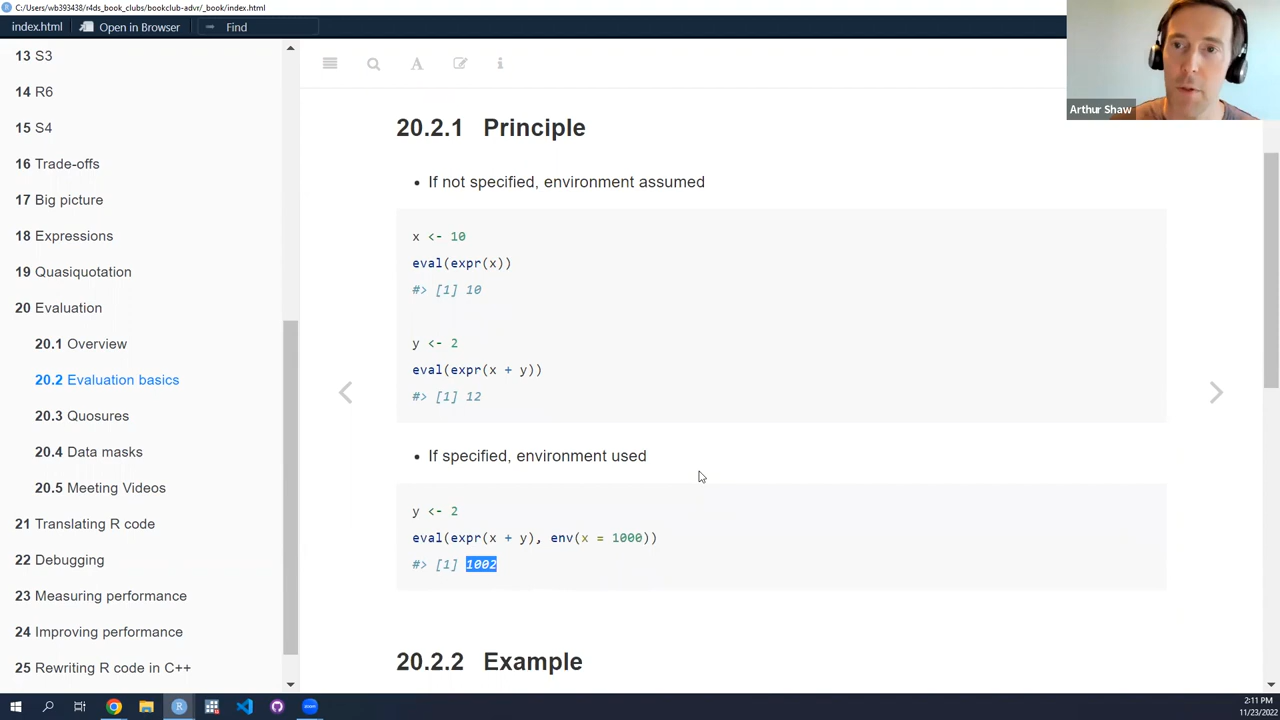 C:/Users/wb393438/r4ds_book_clubs/bookclub-advr/_book/index.html
index.html
Open in Browser
Find
13 S3
14 R6
15 S4
16 Trade-offs
17 Big picture
18 Expressions
19 Quasiquotation
20 Evaluation
20.1 Overview
20.2 Evaluation basics
20.3 Quosures
20.4 Data masks
20.5 Meeting Videos
21 Translating R code
22 Debugging
23 Measuring performance
24 Improving performance
25 Rewriting R code in C++
20.2.1 Principle
• If not specified, environment assumed
x <- 10
eval(expr(x))
#> [1] 10
y <- 2
eval(expr(x + y))
#> [1] 12
• If specified, environment used
y <- 2
eval(expr(x + y), env(x = 1000))
#> [1] 1002
20.2.2 Example
Arthur Shaw
2:11 PM
11/23/2022